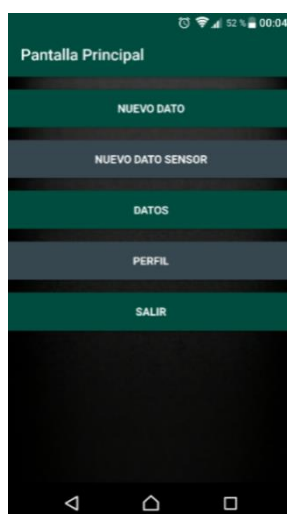 52 % 00:04
Pantalla Principal
NUEVO DATO
NUEVO DATO SENSOR
DATOS
PERFIL
SALIR